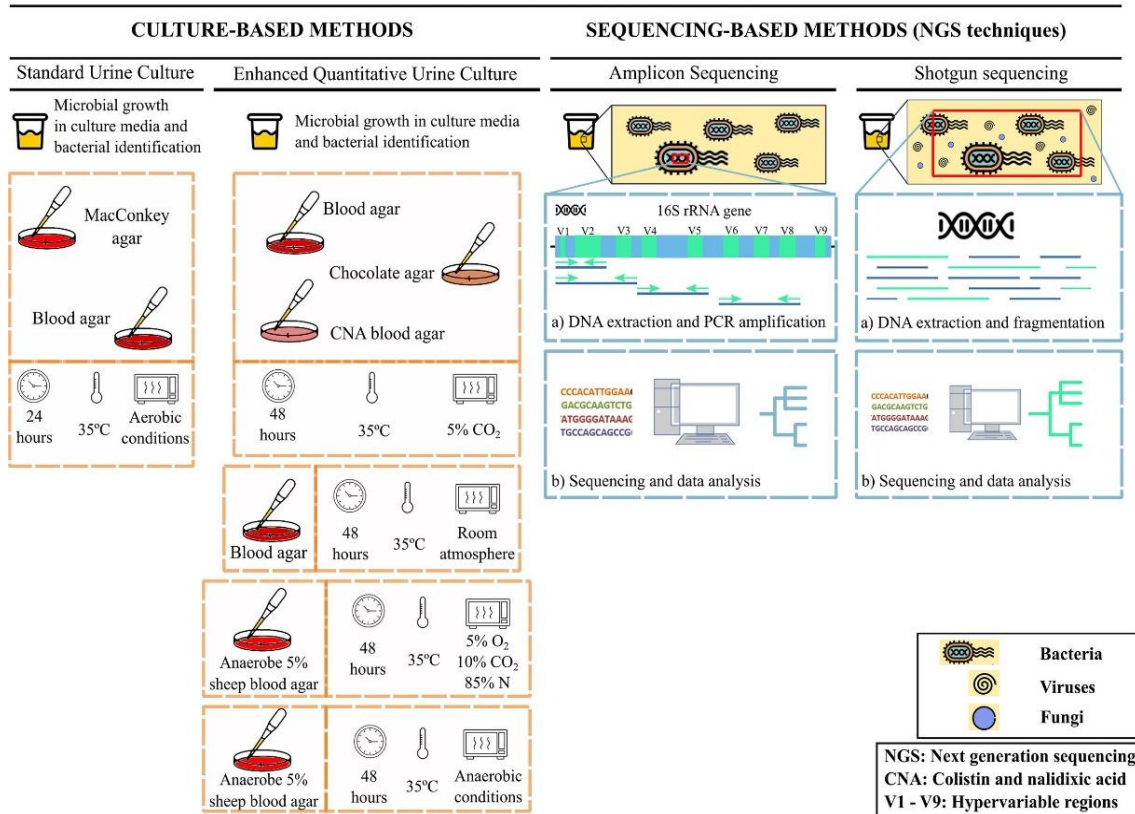 CULTURE-BASED METHODS
SEQUENCING-BASED METHODS (NGS techniques)
Standard Urine Culture
Enhanced Quantitative Urine Culture
Amplicon Sequencing
Shotgun sequencing
Microbial growth
in culture media and
bacterial identification
MacConkey
agar
Blood agar
24
hours
35ºC
Aerobic
conditions
Microbial growth in culture media
and bacterial identification
Blood agar
Chocolate agar
CNA blood agar
48
hours
35ºC
5% CO₂
Blood agar
48
hours
35ºC
Room
atmosphere
Anaerobe 5%
sheep blood agar
48
hours
35ºC
5% O₂
10% CO₂
85% N
Anaerobe 5%
sheep blood agar
48
hours
35ºC
Anaerobic
conditions
16S rRNA gene
V1 V2 V3 V4 V5 V6 V7 V8 V9
a) DNA extraction and PCR amplification
CCCACATTGGAA
GACGCAAGTCTG
ATGGGGATAAA
TGCCAGCAGCCG
b) Sequencing and data analysis
a) DNA extraction and fragmentation
CCCACATTGGAA
GACGCAAGTCTG
ATGGGGATAAA
TGCCAGCAGCCG
b) Sequencing and data analysis
Bacteria
Viruses
Fungi
NGS: Next generation sequencing
CNA: Colistin and nalidixic acid
V1 - V9: Hypervariable regions